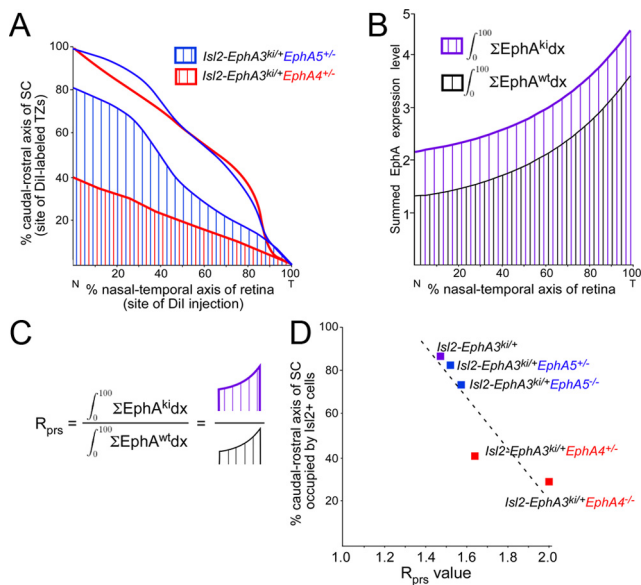 A
Isl2-EphA3ki/+EphA5+/-
Isl2-EphA3ki/+EphA4+/-
% caudal-rostral axis of SC
(site of DiI-labeled TZs)
100
80
60
40
20
20 40 60 80 100
N T
% nasal-temporal axis of retina
(site of DiI injection)
B
∫0100 ΣEphAkidx
∫0100 ΣEphAwtdx
Summed EphA expression level
5
4
3
2
1
10 20 30 40 50 60 70 80 90 100
N T
% nasal-temporal axis of retina
C
Rprs = ∫0100 ΣEphAkidx / ∫0100 ΣEphAwtdx =
D
% caudal-rostral axis of SC
occupied by Isl2+ cells
100
80
60
40
20
Isl2-EphA3ki/+
Isl2-EphA3ki/+EphA5+/-
Isl2-EphA3ki/+EphA5-/-
Isl2-EphA3ki/+EphA4+/-
Isl2-EphA3ki/+EphA4-/-
1.0 1.2 1.4 1.6 1.8 2.0
Rprs value